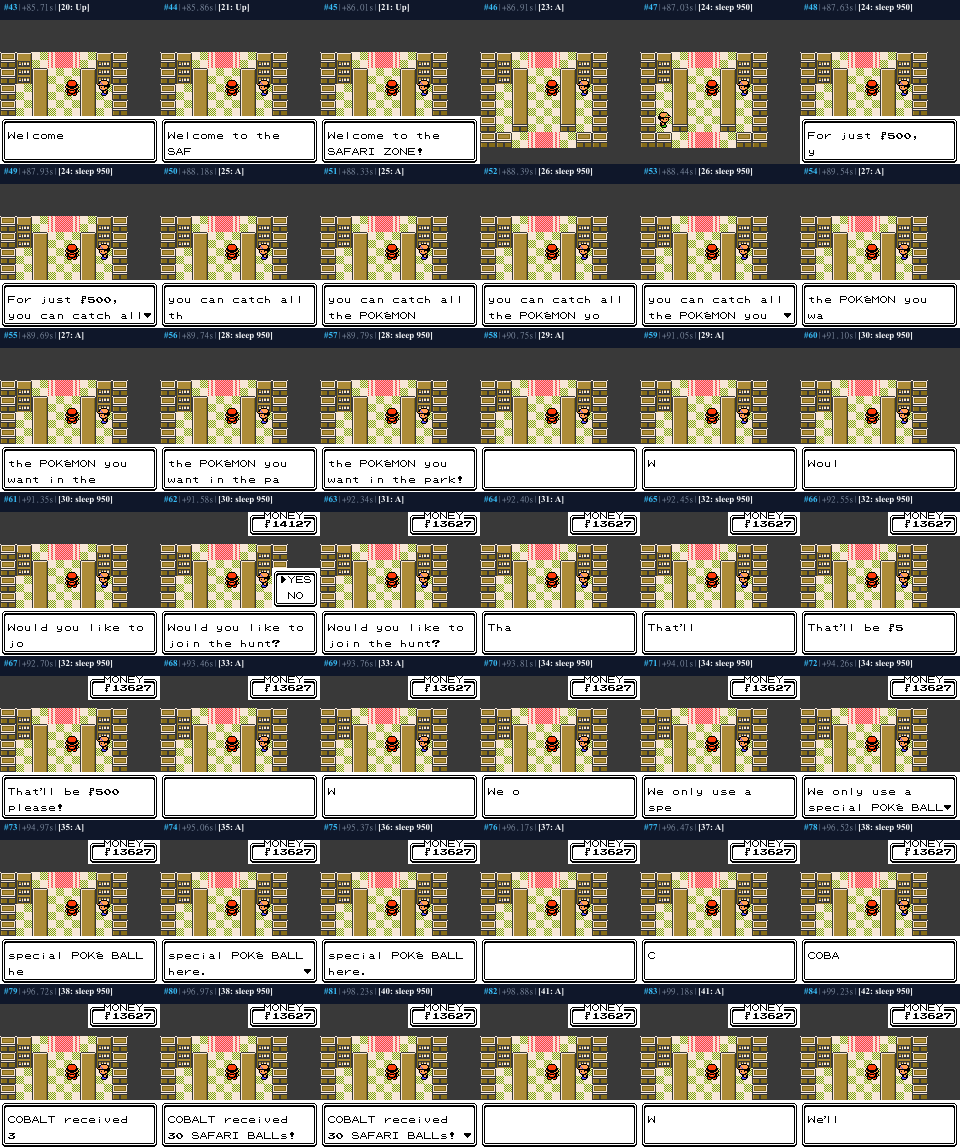 #43| +85.71s| [20: Up]
#44| +85.86s| [21: Up]
#45| +86.01s| [21: Up]
#46| +86.91s| [23: A]
#47| +87.03s| [24: sleep 950]
#48| +87.63s| [24: sleep 950]
Welcome
Welcome to the
SAF
Welcome to the
SAFARI ZONE!
For just ₽500,
y
#49| +87.93s| [24: sleep 950]
#50| +88.18s| [25: A]
#51| +88.33s| [25: A]
#52| +88.39s| [26: sleep 950]
#53| +88.44s| [26: sleep 950]
#54| +89.54s| [27: A]
For just ₽500,
you can catch all▼
you can catch all
th
you can catch all
the POKéMON
you can catch all
the POKéMON yo
you can catch all
the POKéMON you ▼
the POKéMON you
wa
#55| +89.69s| [27: A]
#56| +89.74s| [28: sleep 950]
#57| +89.79s| [28: sleep 950]
#58| +90.75s| [29: A]
#59| +91.05s| [29: A]
#60| +91.10s| [30: sleep 950]
the POKéMON you
want in the
the POKéMON you
want in the pa
the POKéMON you
want in the park!
W
Woul
#61| +91.35s| [30: sleep 950]
#62| +91.58s| [30: sleep 950]
#63| +92.34s| [31: A]
#64| +92.40s| [31: A]
#65| +92.45s| [32: sleep 950]
#66| +92.55s| [32: sleep 950]
MONEY
₽14127
MONEY
₽13627
MONEY
₽13627
MONEY
₽13627
MONEY
₽13627
▶YES
NO
Would you like to
jo
Would you like to
join the hunt?
Would you like to
join the hunt?
Tha
That'll
That'll be ₽5
#67| +92.70s| [32: sleep 950]
#68| +93.46s| [33: A]
#69| +93.76s| [33: A]
#70| +93.81s| [34: sleep 950]
#71| +94.01s| [34: sleep 950]
#72| +94.26s| [34: sleep 950]
MONEY
₽13627
MONEY
₽13627
MONEY
₽13627
MONEY
₽13627
MONEY
₽13627
MONEY
₽13627
That'll be ₽500
please!
W
We o
We only use a
spe
We only use a
special POKé BALL▼
#73| +94.97s| [35: A]
#74| +95.06s| [35: A]
#75| +95.37s| [36: sleep 950]
#76| +96.17s| [37: A]
#77| +96.47s| [37: A]
#78| +96.52s| [38: sleep 950]
MONEY
₽13627
MONEY
₽13627
MONEY
₽13627
MONEY
₽13627
MONEY
₽13627
MONEY
₽13627
special POKé BALL
he
special POKé BALL
here. ▼
special POKé BALL
here.
C
COBA
#79| +96.72s| [38: sleep 950]
#80| +96.97s| [38: sleep 950]
#81| +98.23s| [40: sleep 950]
#82| +98.88s| [41: A]
#83| +99.18s| [41: A]
#84| +99.23s| [42: sleep 950]
MONEY
₽13627
MONEY
₽13627
MONEY
₽13627
MONEY
₽13627
MONEY
₽13627
MONEY
₽13627
COBALT received
3
COBALT received
30 SAFARI BALLs!
COBALT received
30 SAFARI BALLs! ▼
W
We'll